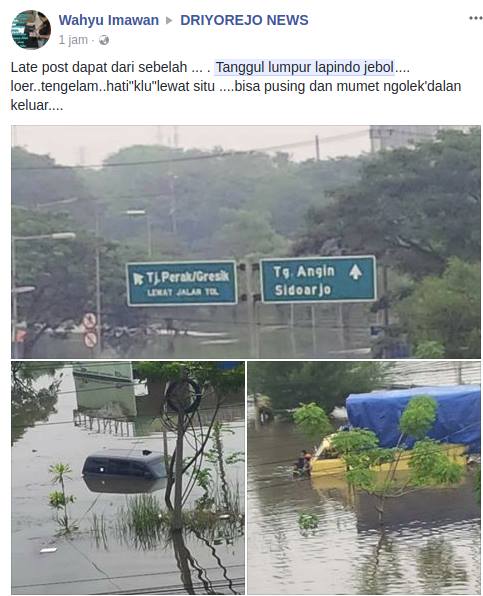 Wahyu Imawan ▸ DRIYOREJO NEWS
1 jam ·
Late post dapat dari sebelah ... . Tanggul lumpur lapindo jebol....
loer..tengelam..hati"klu"lewat situ ....bisa pusing dan mumet ngolek'dalan
keluar....
Tj.Perak/Gresik
LEWAT JALAN TOL
Tg. Angin
Sidoarjo